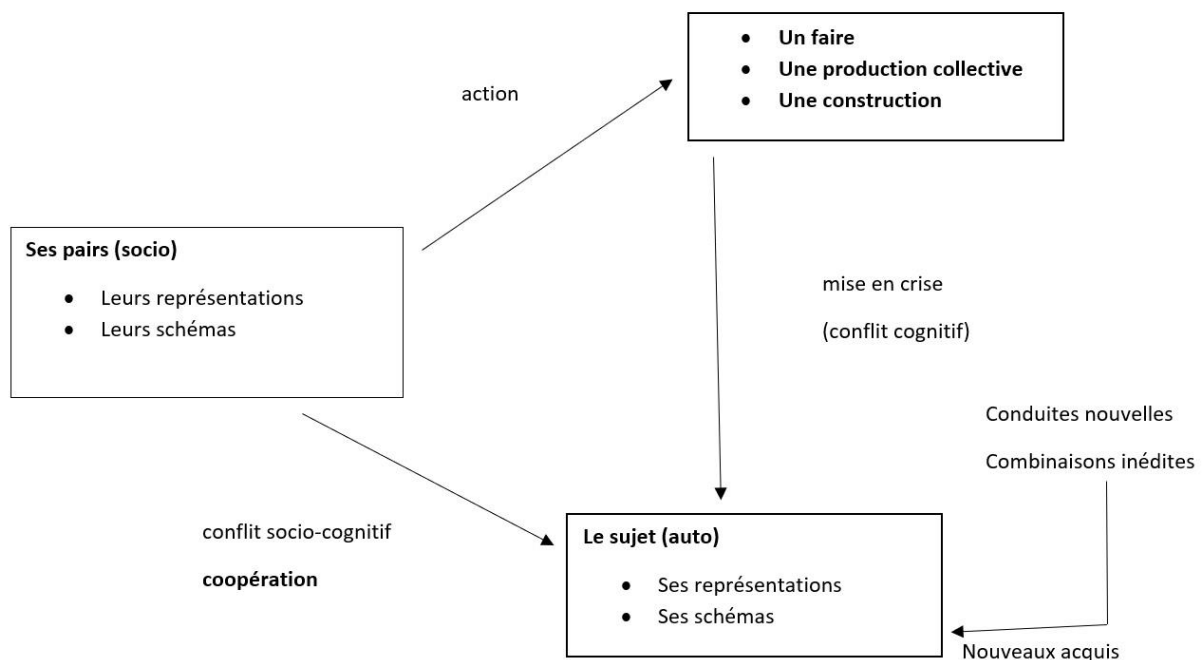 Un faire
Une production collective
Une construction
action
Ses pairs (socio)
Leurs représentations
Leurs schémas
mise en crise
(conflit cognitif)
Conduites nouvelles
Combinaisons inédites
conflit socio-cognitif
coopération
Le sujet (auto)
Ses représentations
Ses schémas
Nouveaux acquis